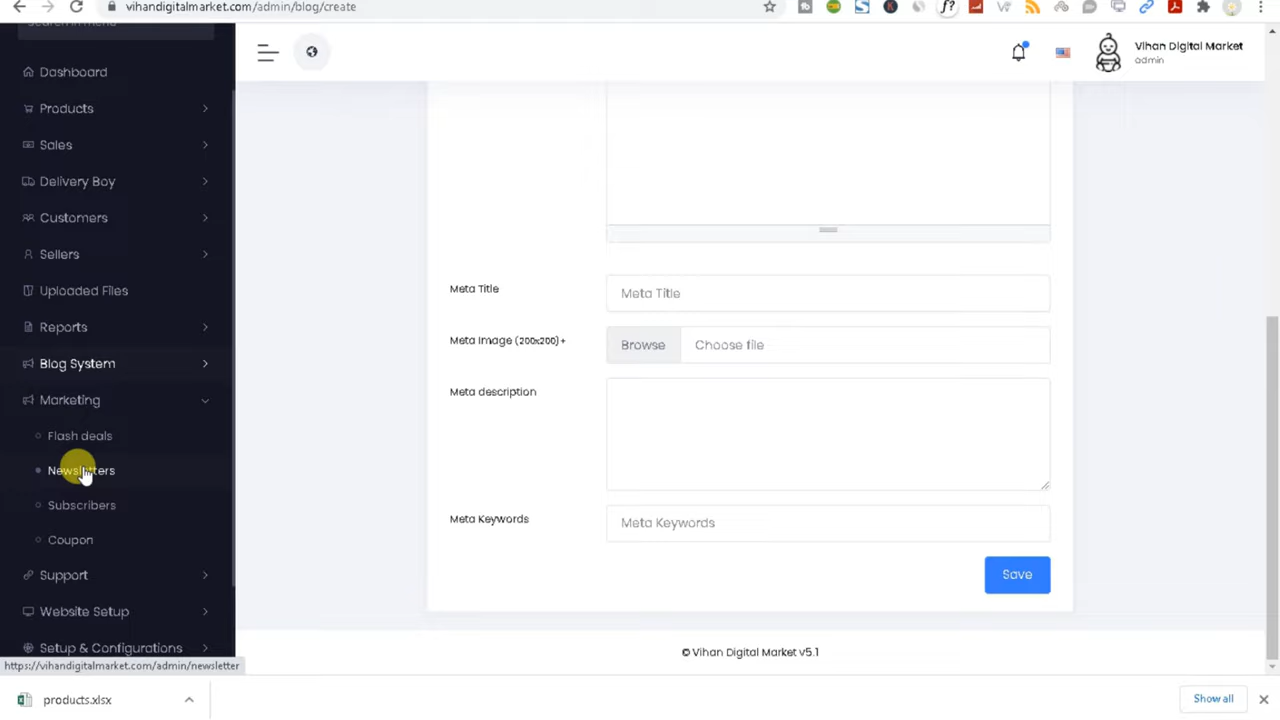 vihandigitalmarket.com/admin/blog/create
Vihan Digital Market
admin
Dashboard
Products
Sales
Delivery Boy
Customers
Sellers
Uploaded Files
Reports
Blog System
Marketing
Flash deals
Newsletters
Subscribers
Coupon
Support
Website Setup
Setup & Configurations
Meta Title
Meta Title
Meta Image (200x200)+
Browse
Choose file
Meta description
Meta Keywords
Meta Keywords
Save
© Vihan Digital Market v5.1
https://vihandigitalmarket.com/admin/newsletter
products.xlsx
Show all